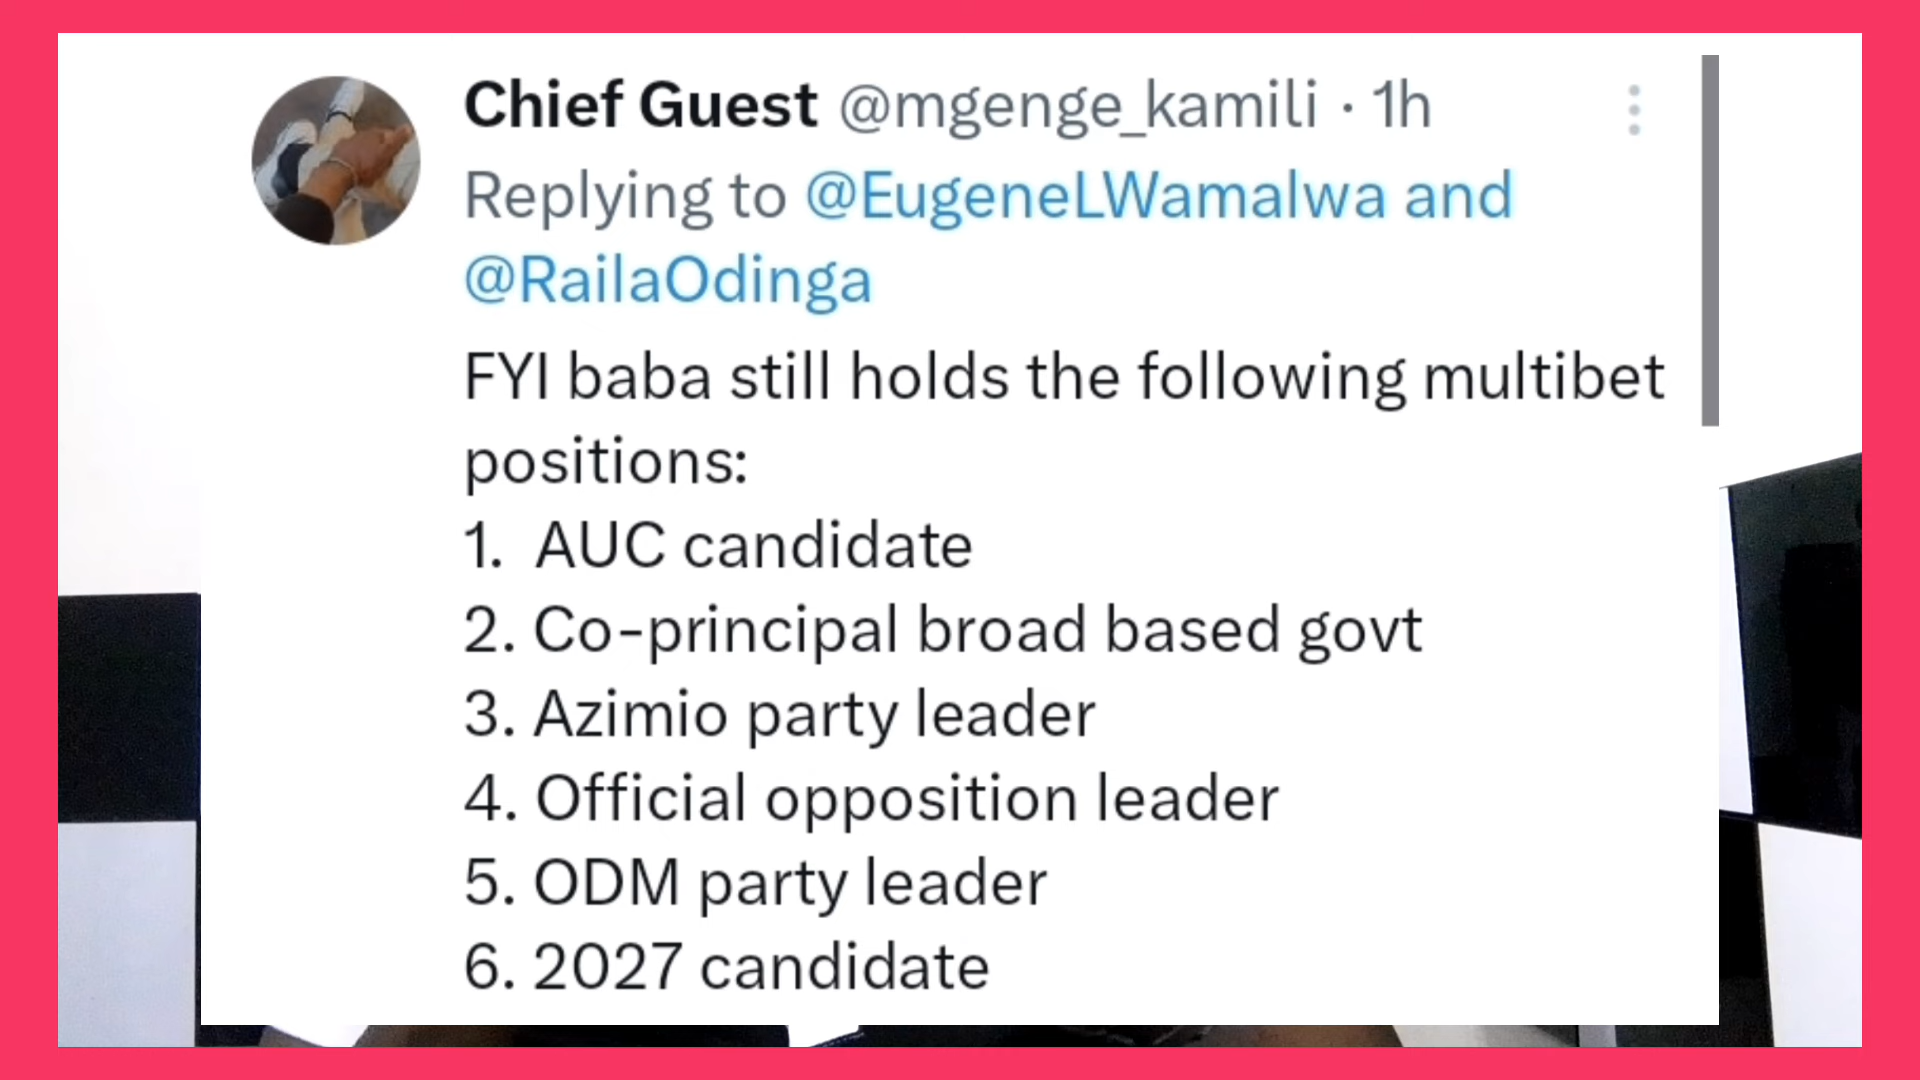 Chief Guest @mgenge_kamili · 1h
Replying to @EugeneLWamalwa and
@RailaOdinga
FYI baba still holds the following multibet
positions:
1. AUC candidate
2. Co-principal broad based govt
3. Azimio party leader
4. Official opposition leader
5. ODM party leader
6. 2027 candidate